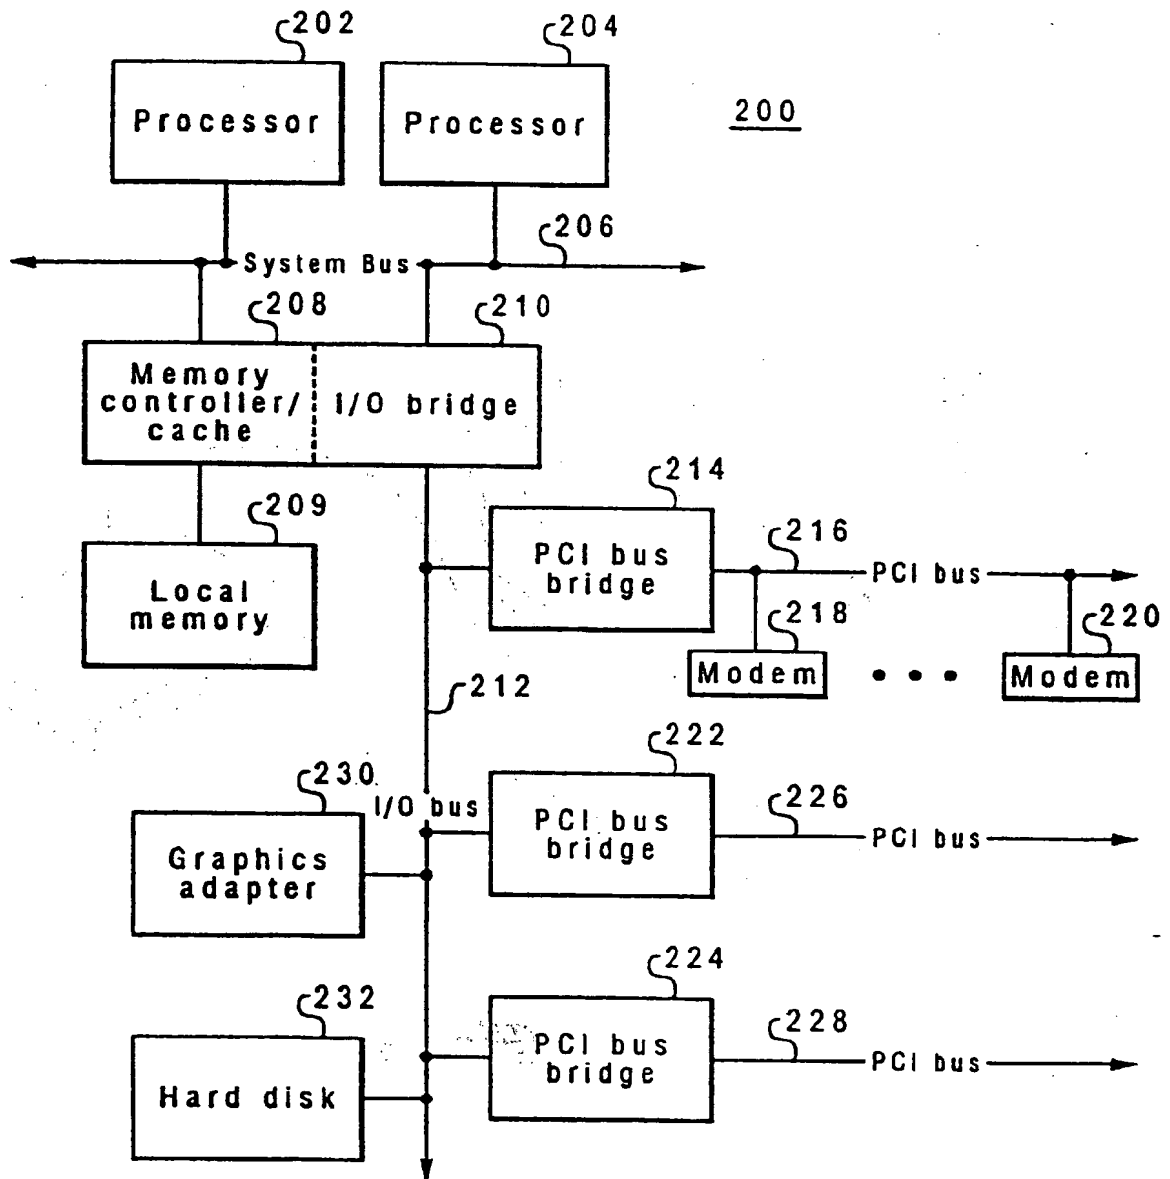 202
204
Processor
Processor
200
206
System Bus
208
210
Memory
controller/
cache
I/O bridge
214
209
216
PCI bus
bridge
PCI bus
Local
memory
218
220
Modem
Modem
212
222
230
I/O bus
226
PCI bus
bridge
PCI bus
Graphics
adapter
224
232
228
PCI bus
bridge
PCI bus
Hard disk